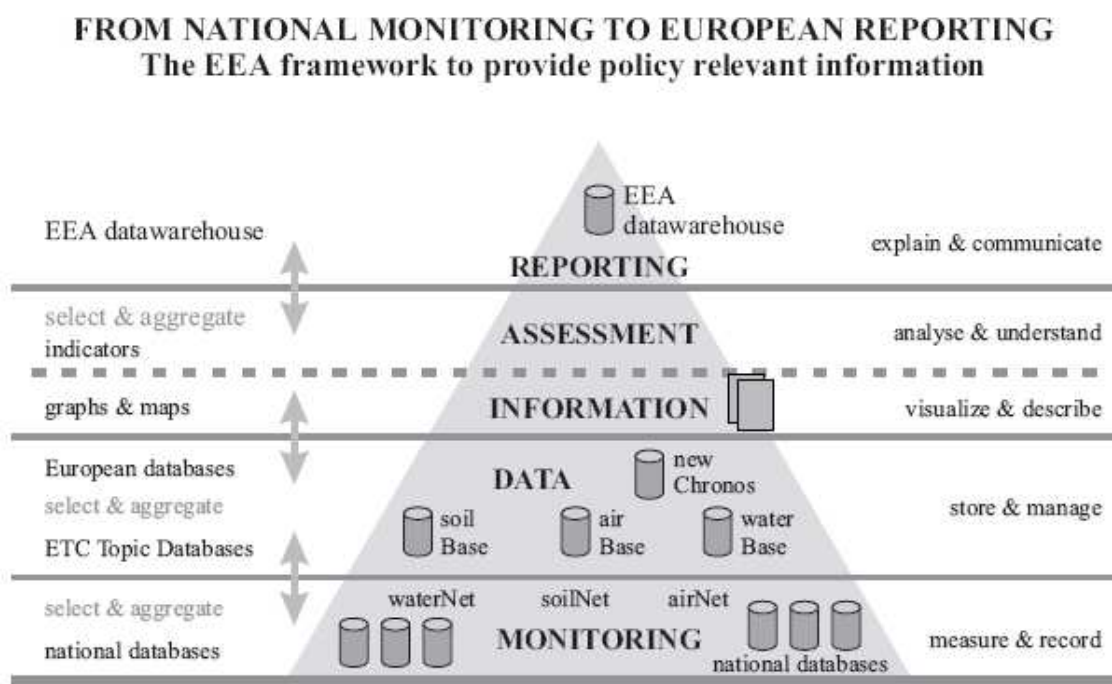 FROM NATIONAL MONITORING TO EUROPEAN REPORTING
The EEA framework to provide policy relevant information
EEA
datawarehouse
EEA datawarehouse
explain & communicate
REPORTING
select & aggregate
indicators
ASSESSMENT
analyse & understand
graphs & maps
INFORMATION
visualize & describe
European databases
select & aggregate
ETC Topic Databases
DATA
new
Chronos
soil
Base
air
Base
water
Base
store & manage
select & aggregate
national databases
waterNet soilNet airNet
MONITORING
national databases
measure & record